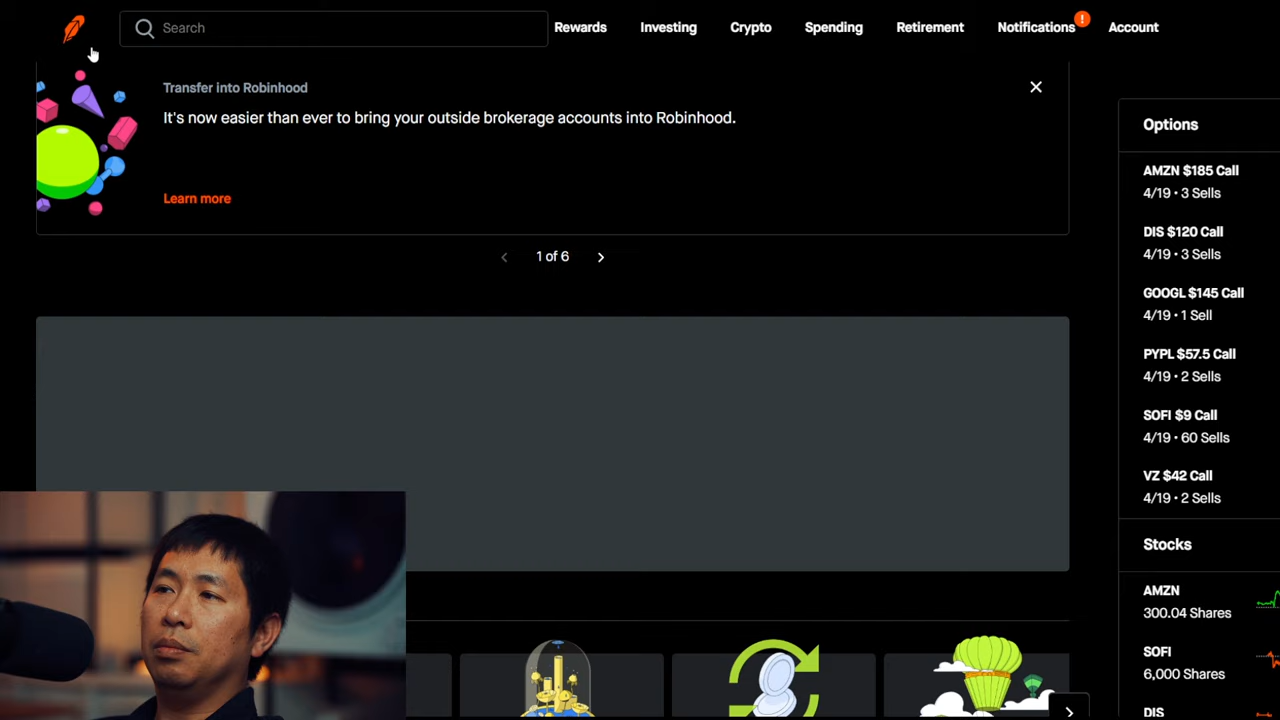 Search
Rewards
Investing
Crypto
Spending
Retirement
Notifications
!
Account
Transfer into Robinhood
It's now easier than ever to bring your outside brokerage accounts into Robinhood.
Learn more
1 of 6
Options
AMZN $185 Call
4/19 • 3 Sells
DIS $120 Call
4/19 • 3 Sells
GOOGL $145 Call
4/19 • 1 Sell
PYPL $57.5 Call
4/19 • 2 Sells
SOFI $9 Call
4/19 • 60 Sells
VZ $42 Call
4/19 • 2 Sells
Stocks
AMZN
300.04 Shares
SOFI
6,000 Shares
DIS